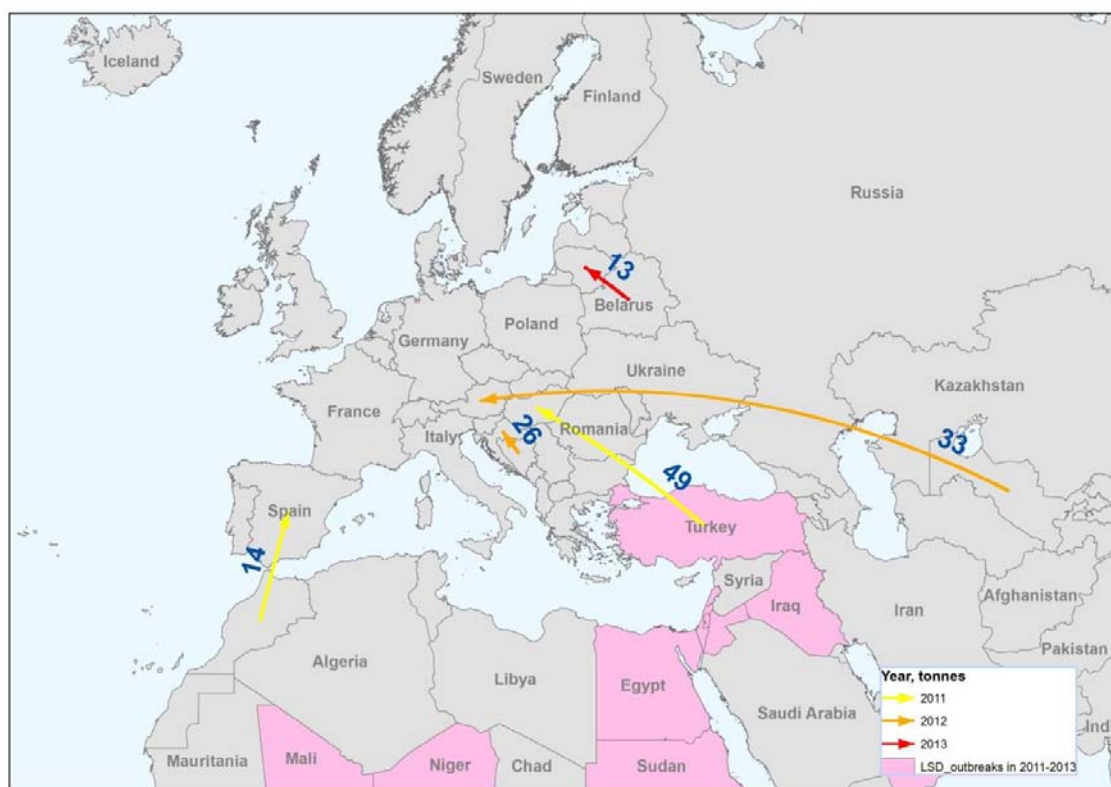 Iceland
Sweden
Finland
Russia
13
Belarus
Poland
Germany
Ukraine
Kazakhstan
France
Italy
26
Romania
33
49
Spain
Turkey
14
Syria
Iraq
Iran
Afghanistan
Pakistan
Algeria
Libya
Egypt
Saudi Arabia
Ind
Mauritania
Mali
Niger
Chad
Sudan
Year, tonnes
2011
2012
2013
LSD_outbreaks in 2011-2013